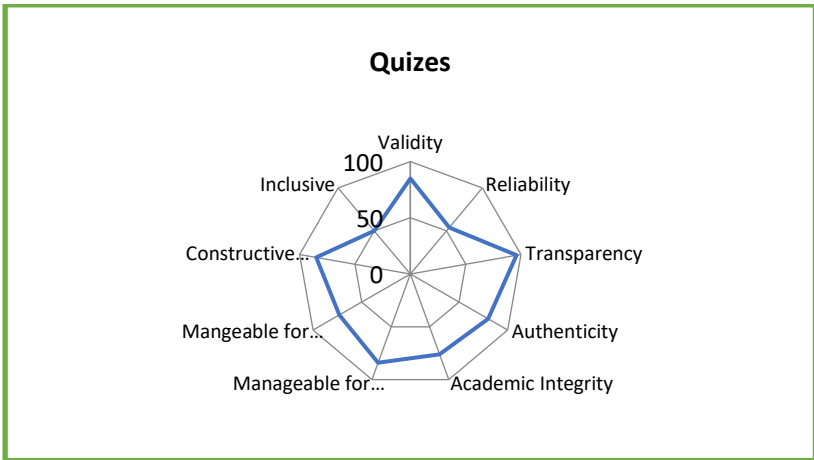 Quizes
Validity
100
Inclusive
Reliability
50
Constructive...
Transparency
0
Mangeable for...
Authenticity
Manageable for...
Academic Integrity